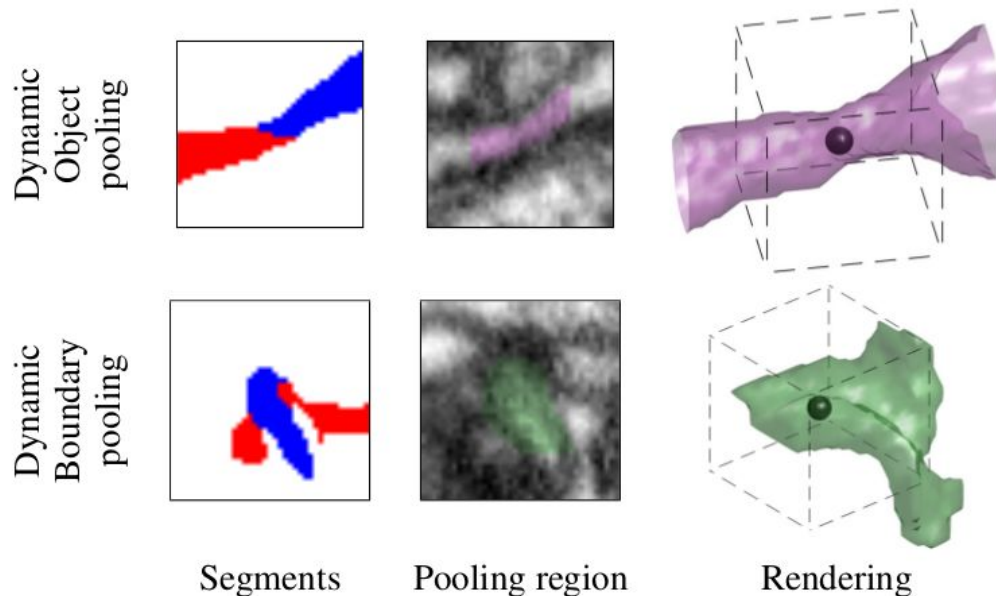 Dynamic
Object
pooling
Dynamic
Boundary
pooling
Segments
Pooling region
Rendering